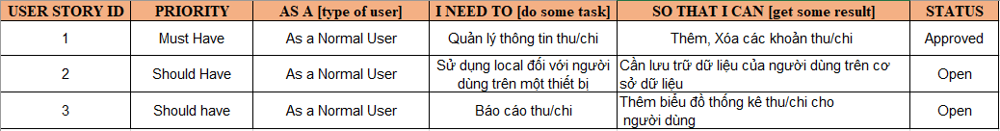 USER STORY ID PRIORITY AS A [type of user] I NEED TO [do some task] SO THAT I CAN [get some result] STATUS
1 Must Have As a Normal User Quản lý thông tin thu/chi Thêm, Xóa các khoản thu/chi Approved
2 Should Have As a Normal User Sử dụng local đối với người dùng trên một thiết bị Cần lưu trữ dữ liệu của người dùng trên cơ sở dữ liệu Open
3 Should have As a Normal User Báo cáo thu/chi Thêm biểu đồ thống kê thu/chi cho người dùng Open